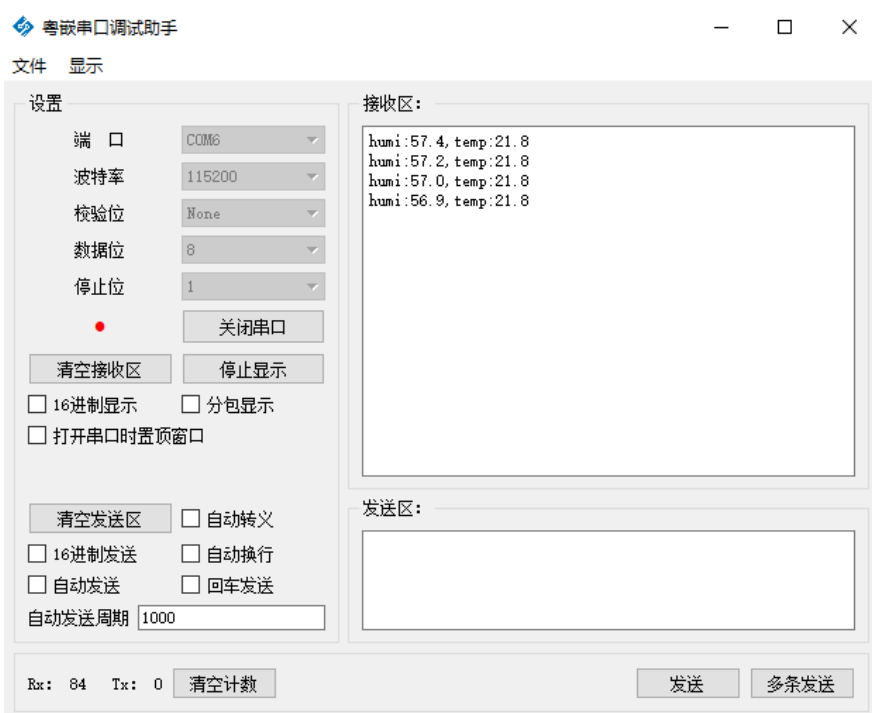 粤嵌串口调试助手
文件 显示
设置
端 口 COM6
波特率 115200
校验位 None
数据位 8
停止位 1
关闭串口
清空接收区 停止显示
16进制显示 分包显示
打开串口时置顶窗口
清空发送区 自动转义
16进制发送 自动换行
自动发送 回车发送
自动发送周期 1000
接收区:
humi:57.4,temp:21.8
humi:57.2,temp:21.8
humi:57.0,temp:21.8
humi:56.9,temp:21.8
发送区:
Rx: 84 Tx: 0 清空计数 发送 多条发送